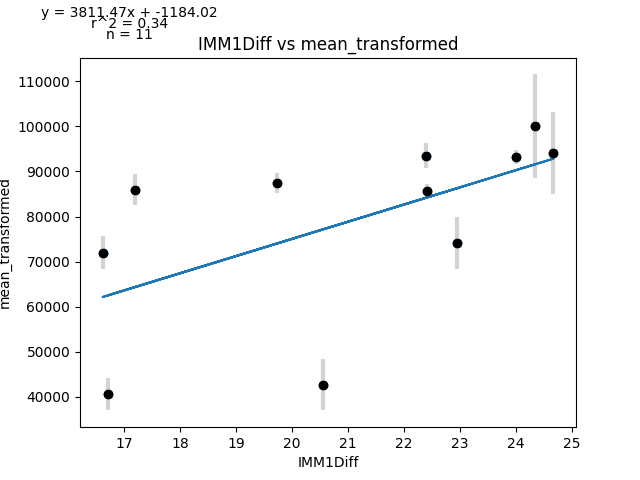 y = 3811.47x + -1184.02
r^2 = 0.34
n = 11
IMM1Diff vs mean_transformed
110000
100000
90000
80000
70000
60000
50000
40000
mean_transformed
17 18 19 20 21 22 23 24 25
IMM1Diff